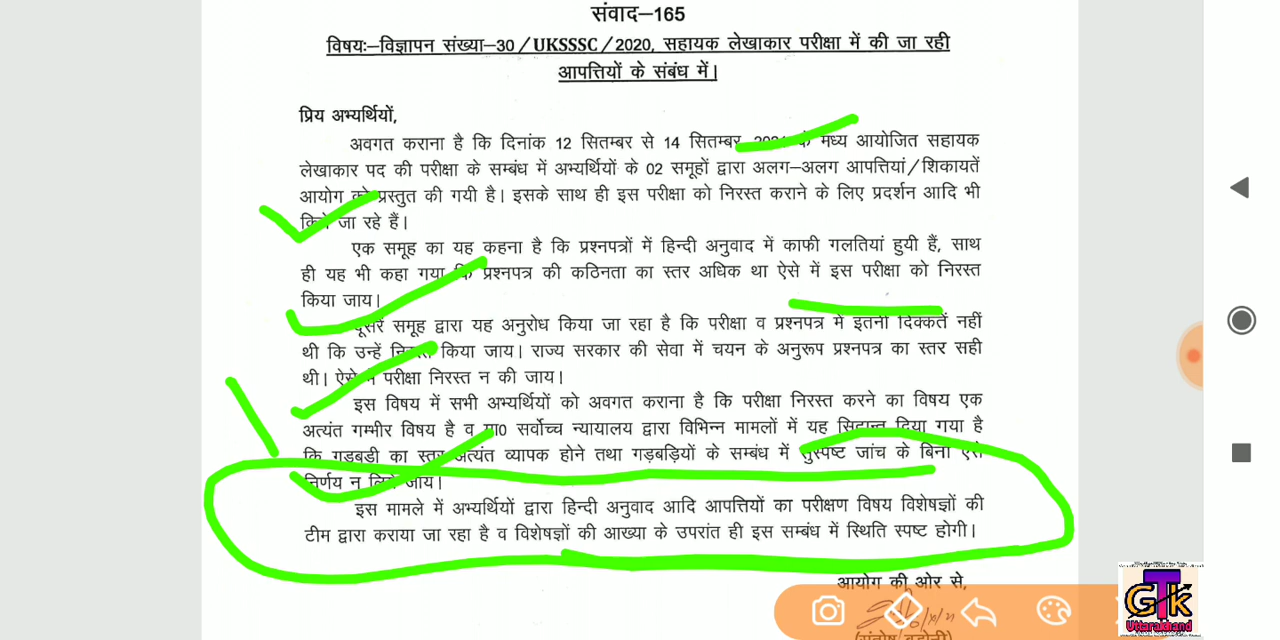 संवाद–165
विषयः–विज्ञापन संख्या–30/UKSSSC/2020, सहायक लेखाकार परीक्षा में की जा रही
आपत्तियों के संबंध में।
प्रिय अभ्यर्थियों,
अवगत कराना है कि दिनांक 12 सितम्बर से 14 सितम्बर के मध्य आयोजित सहायक
लेखाकार पद की परीक्षा के सम्बंध में अभ्यर्थियों के 02 समूहों द्वारा अलग–अलग आपत्तियां/शिकायतें
आयोग को प्रस्तुत की गयी है। इसके साथ ही इस परीक्षा को निरस्त कराने के लिए प्रदर्शन आदि भी
किये जा रहे हैं।
एक समूह का यह कहना है कि प्रश्नपत्रों में हिन्दी अनुवाद में काफी गलतियां हुयी हैं, साथ
ही यह भी कहा गया कि प्रश्नपत्र की कठिनता का स्तर अधिक था ऐसे में इस परीक्षा को निरस्त
किया जाय।
दूसरे समूह द्वारा यह अनुरोध किया जा रहा है कि परीक्षा व प्रश्नपत्र में इतनी दिक्कतें नहीं
थी कि उन्हें निरस्त किया जाय। राज्य सरकार की सेवा में चयन के अनुरूप प्रश्नपत्र का स्तर सही
थी। ऐसे में परीक्षा निरस्त न की जाय।
इस विषय में सभी अभ्यर्थियों को अवगत कराना है कि परीक्षा निरस्त करने का विषय एक
अत्यंत गम्भीर विषय है व मा0 सर्वोच्च न्यायालय द्वारा विभिन्न मामलों में यह सिद्धान्त दिया गया है
कि गड़बड़ी का स्तर अत्यंत व्यापक होने तथा गड़बड़ियों के सम्बंध में सुस्पष्ट जांच के बिना ऐसे
निर्णय न लिये जाय।
इस मामले में अभ्यर्थियों द्वारा हिन्दी अनुवाद आदि आपत्तियों का परीक्षण विषय विशेषज्ञों की
टीम द्वारा कराया जा रहा है व विशेषज्ञों की आख्या के उपरांत ही इस सम्बंध में स्थिति स्पष्ट होगी।
आयोग की ओर से,
GTK
Uttarakhand